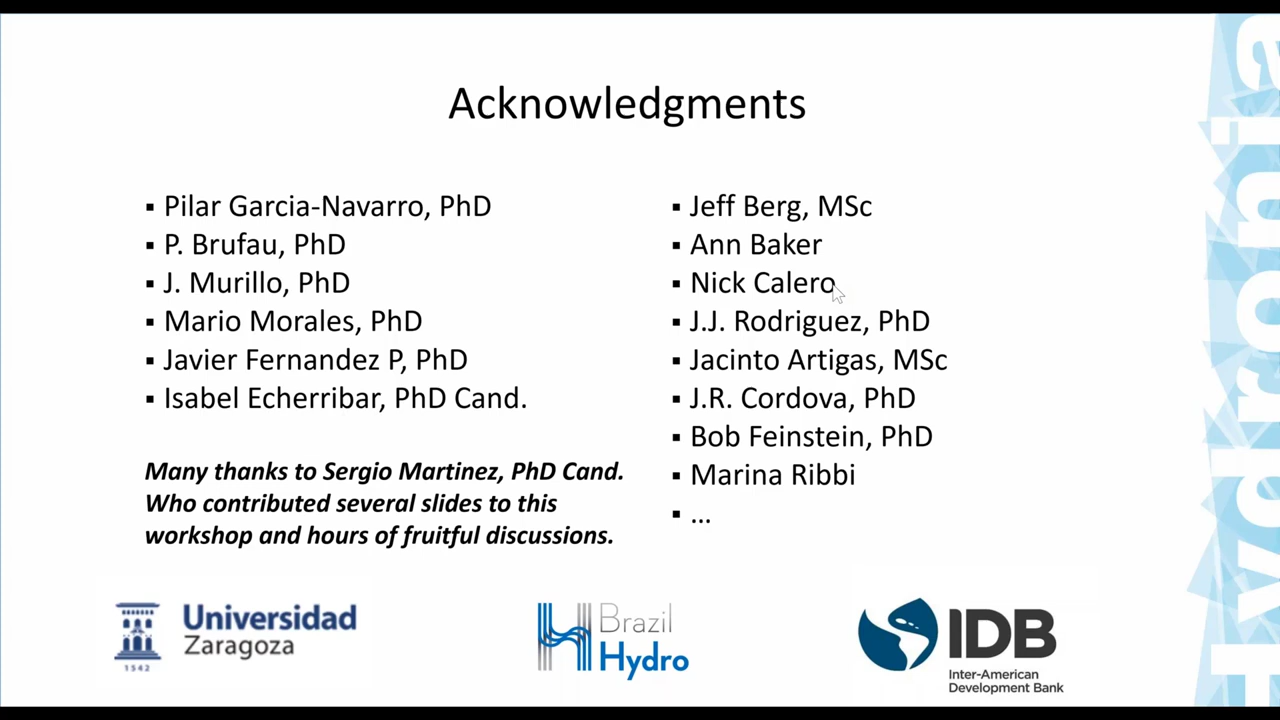 Acknowledgments
▪ Pilar Garcia-Navarro, PhD
▪ P. Brufau, PhD
▪ J. Murillo, PhD
▪ Mario Morales, PhD
▪ Javier Fernandez P, PhD
▪ Isabel Echerribar, PhD Cand.
Many thanks to Sergio Martinez, PhD Cand.
Who contributed several slides to this
workshop and hours of fruitful discussions.
▪ Jeff Berg, MSc
▪ Ann Baker
▪ Nick Calero
▪ J.J. Rodriguez, PhD
▪ Jacinto Artigas, MSc
▪ J.R. Cordova, PhD
▪ Bob Feinstein, PhD
▪ Marina Ribbi
▪ ...
Universidad
Zaragoza
1542
Brazil
Hydro
IDB
Inter-American
Development Bank
Hydronia